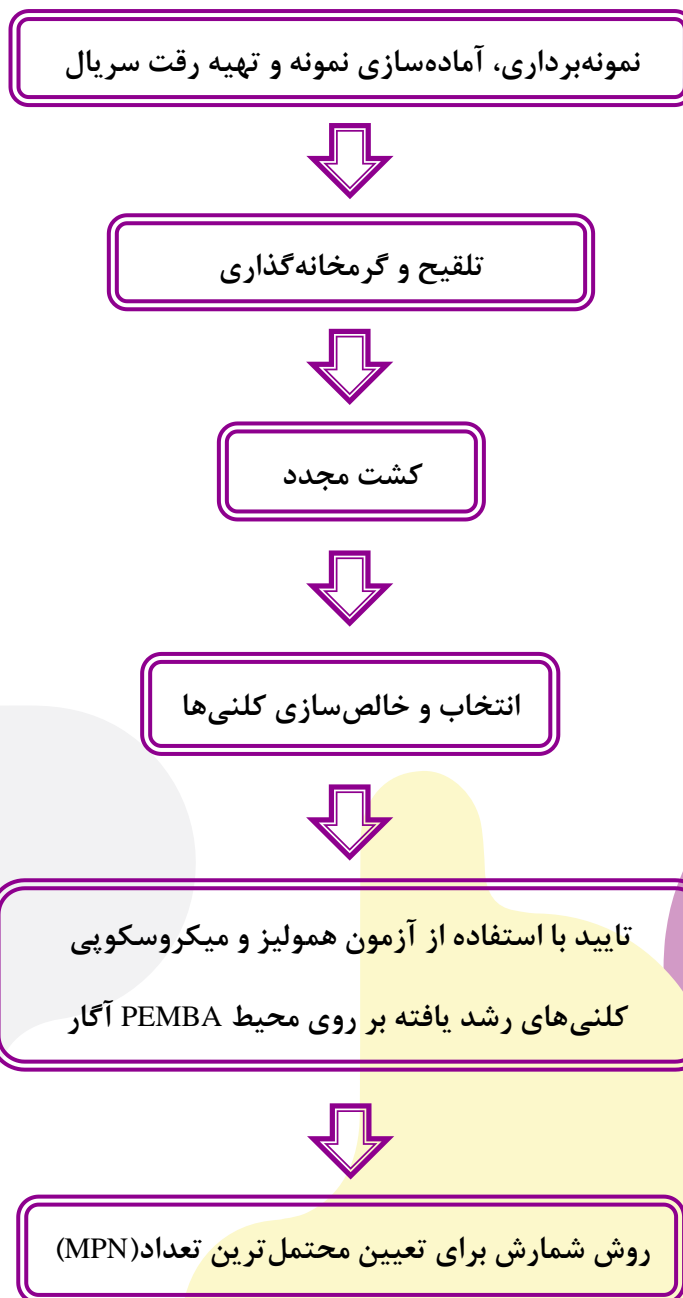 نمونه‌برداری، آماده‌سازی نمونه و تهیه رقت سریال
تلقیح و گرمخانه‌گذاری
کشت مجدد
انتخاب و خالص‌سازی کلنی‌ها
تایید با استفاده از آزمون همولیز و میکروسکوپی
کلنی‌های رشد یافته بر روی محیط PEMBA آگار
روش شمارش برای تعیین محتمل‌ترین تعداد(MPN)